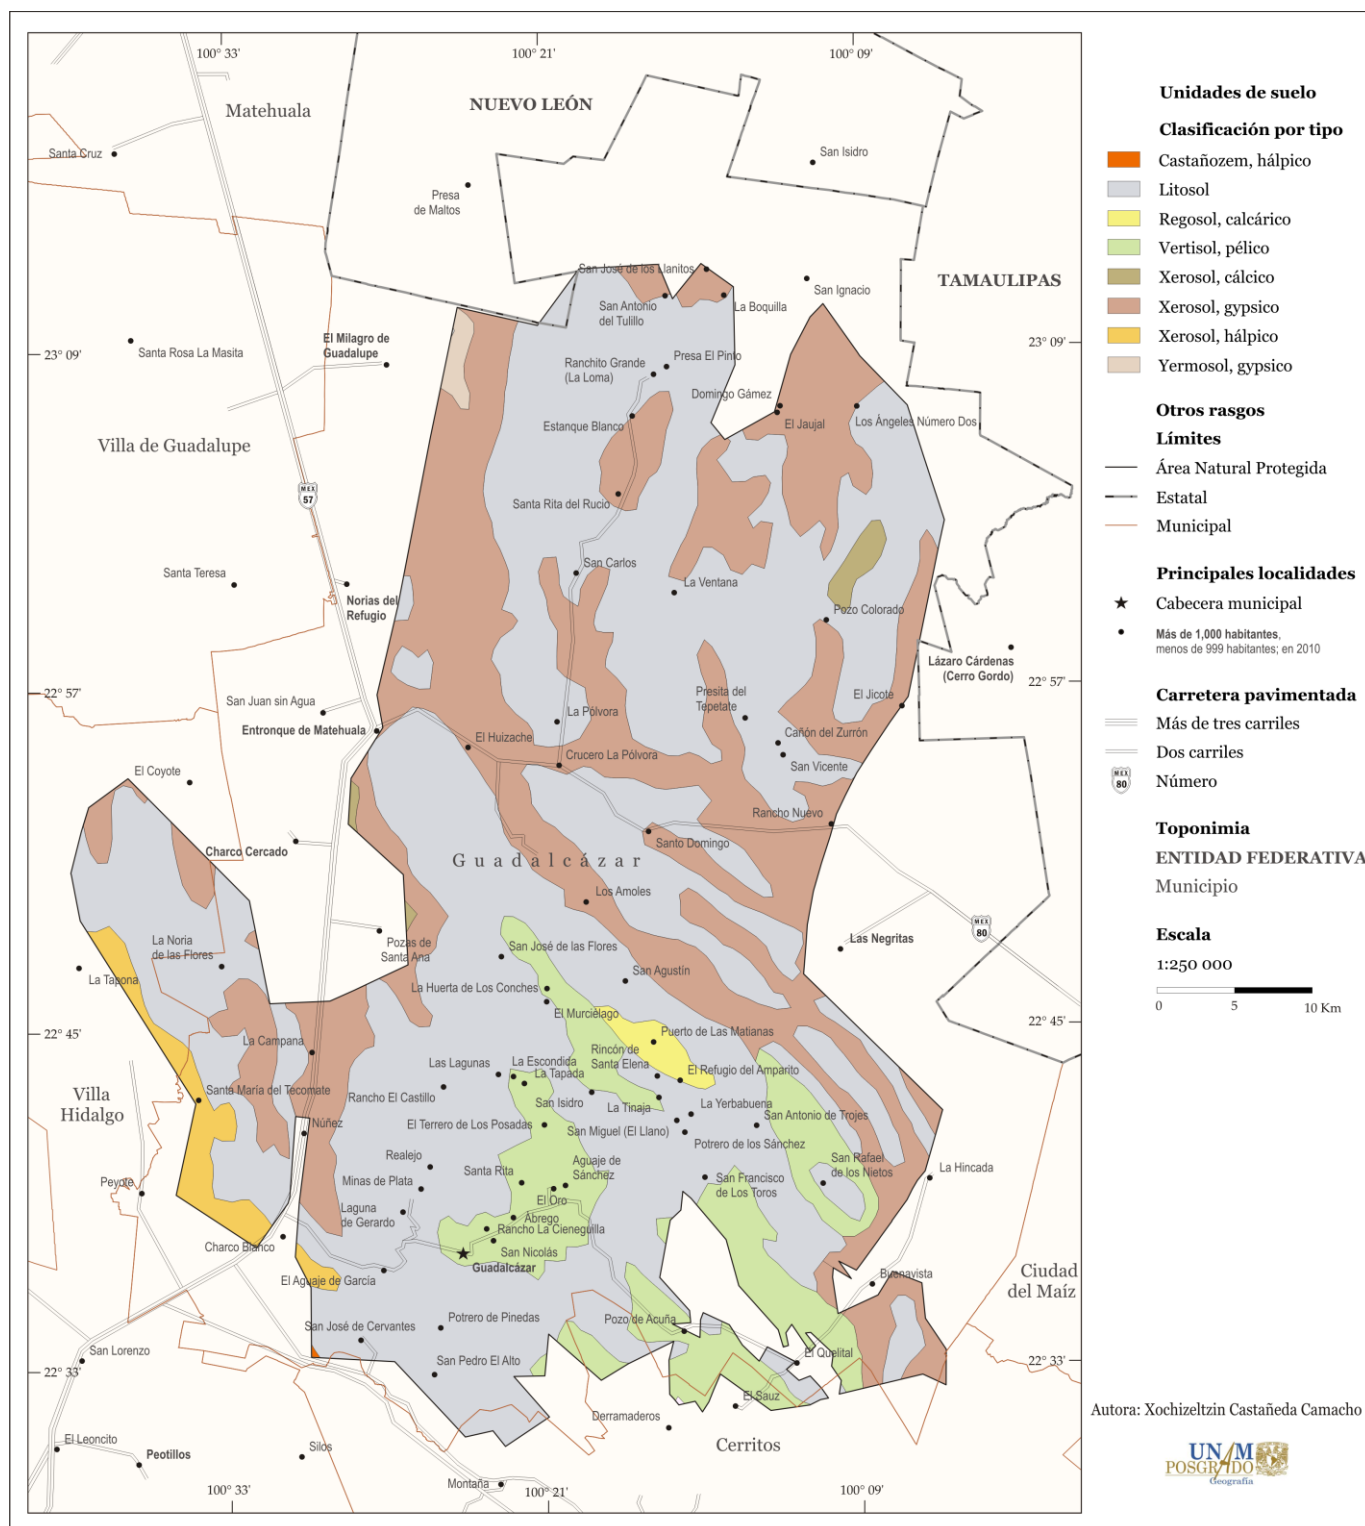 100° 33'
100° 21'
100° 09'
Matehuala
NUEVO LEÓN
Santa Cruz
San Isidro
Presa
de Maltos
San José de los Llanitos
TAMAULIPAS
San Ignacio
San Antonio
del Tulillo
La Boquilla
23° 09'
23° 09'
Santa Rosa La Masita
El Milagro de
Guadalupe
Ranchito Grande
(La Loma)
Presa El Pinto
Domingo Gámez
El Jaujal
Los Ángeles Número Dos
Estanque Blanco
Villa de Guadalupe
MEX
57
Santa Rita del Rucio
San Carlos
Santa Teresa
Norias del
Refugio
La Ventana
Pozo Colorado
Lázaro Cárdenas
(Cerro Gordo)
22° 57'
22° 57'
San Juan sin Agua
Presita del
Tepetate
El Jicote
La Pólvora
Entronque de Matehuala
El Huizache
Cañón del Zurrón
Crucero La Pólvora
San Vicente
El Coyote
Rancho Nuevo
Charco Cercado
Santo Domingo
Guadalcázar
Los Amoles
MEX
80
La Noria
de las Flores
Pozas de
Santa Ana
San José de las Flores
Las Negritas
La Tapona
San Agustín
La Huerta de Los Conches
El Murciélago
22° 45'
22° 45'
La Campana
Puerto de Las Matianas
Rincón de
Santa Elena
Las Lagunas
La Escondida
La Tapada
El Refugio del Amparito
Villa
Hidalgo
Santa María del Tecomate
Rancho El Castillo
San Isidro
La Tinaja
La Yerbabuena
San Antonio de Trojes
Núñez
El Terrero de Los Posadas
San Miguel (El Llano)
Potrero de los Sánchez
Realejo
Aguaje de
Sánchez
San Rafael
de los Nietos
La Hincada
Peyote
Minas de Plata
Santa Rita
San Francisco
de Los Toros
El Oro
Laguna
de Gerardo
Abrego
Rancho La Cieneguilla
Charco Blanco
San Nicolás
Guadalcázar
El Aguaje de García
Buenavista
Ciudad
del Maíz
San José de Cervantes
Potrero de Pinedas
Pozo de Acuña
San Lorenzo
San Pedro El Alto
El Quelital
22° 33'
22° 33'
El Sauz
Derramaderos
El Leoncito
Peotillos
Silos
Cerritos
Montaña
100° 33'
100° 21'
100° 09'
Unidades de suelo
Clasificación por tipo
Castañozem, hálpico
Litosol
Regosol, calcárico
Vertisol, pélico
Xerosol, cálcico
Xerosol, gypsico
Xerosol, hálpico
Yermosol, gypsico
Otros rasgos
Límites
Área Natural Protegida
Estatal
Municipal
Principales localidades
Cabecera municipal
Más de 1,000 habitantes,
menos de 999 habitantes; en 2010
Carretera pavimentada
Más de tres carriles
Dos carriles
MEX
80
Número
Toponimia
ENTIDAD FEDERATIVA
Municipio
Escala
1:250 000
0 5 10 Km
Autora: Xochizeltzin Castañeda Camacho
UNAM
POSGRADO
Geografía